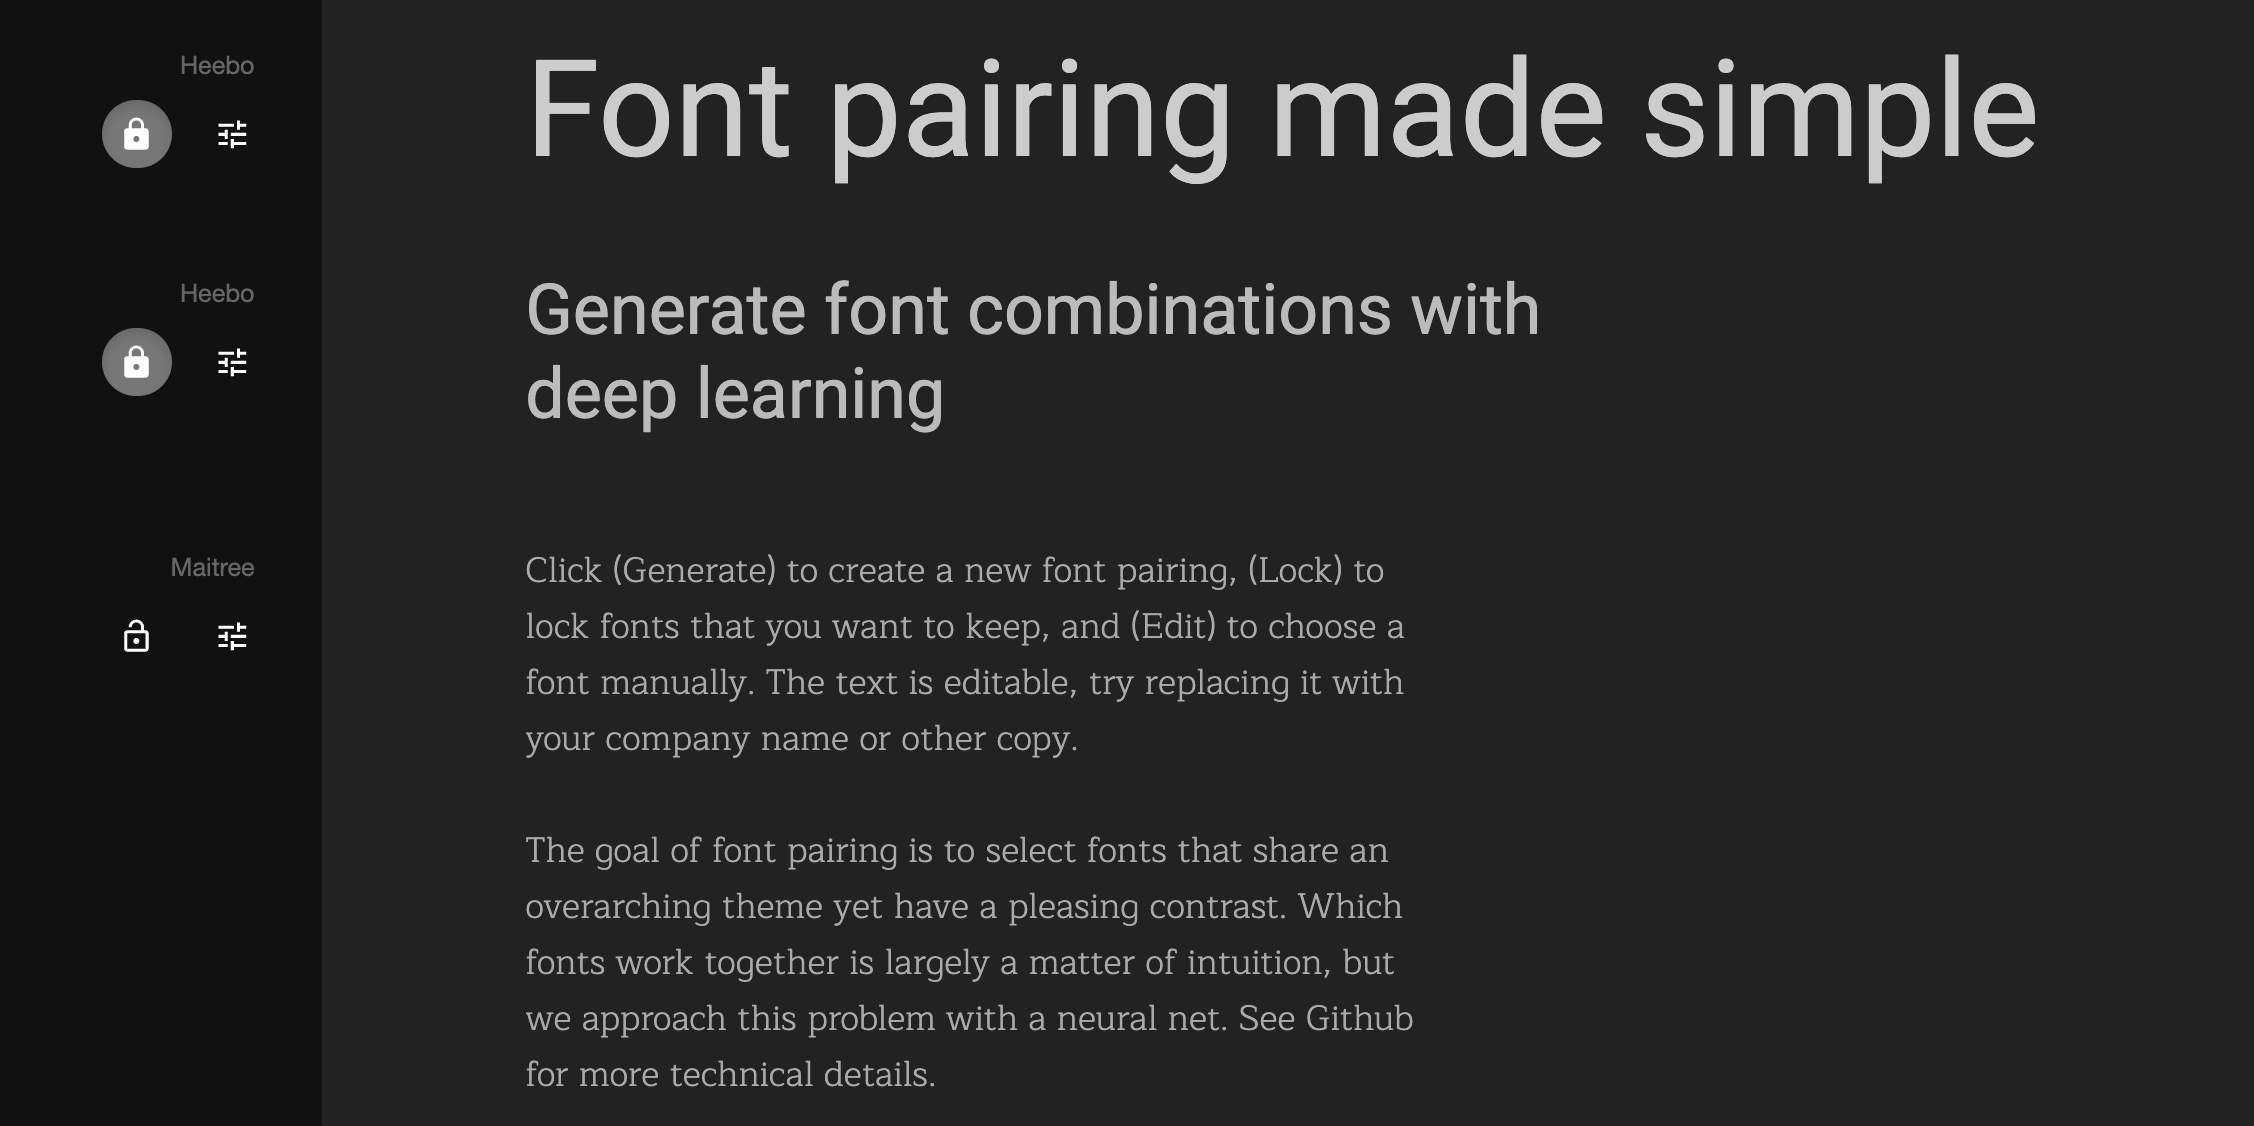 Heebo
Font pairing made simple
Heebo
Generate font combinations with
deep learning
Maitree
Click (Generate) to create a new font pairing, (Lock) to
lock fonts that you want to keep, and (Edit) to choose a
font manually. The text is editable, try replacing it with
your company name or other copy.
The goal of font pairing is to select fonts that share an
overarching theme yet have a pleasing contrast. Which
fonts work together is largely a matter of intuition, but
we approach this problem with a neural net. See Github
for more technical details.